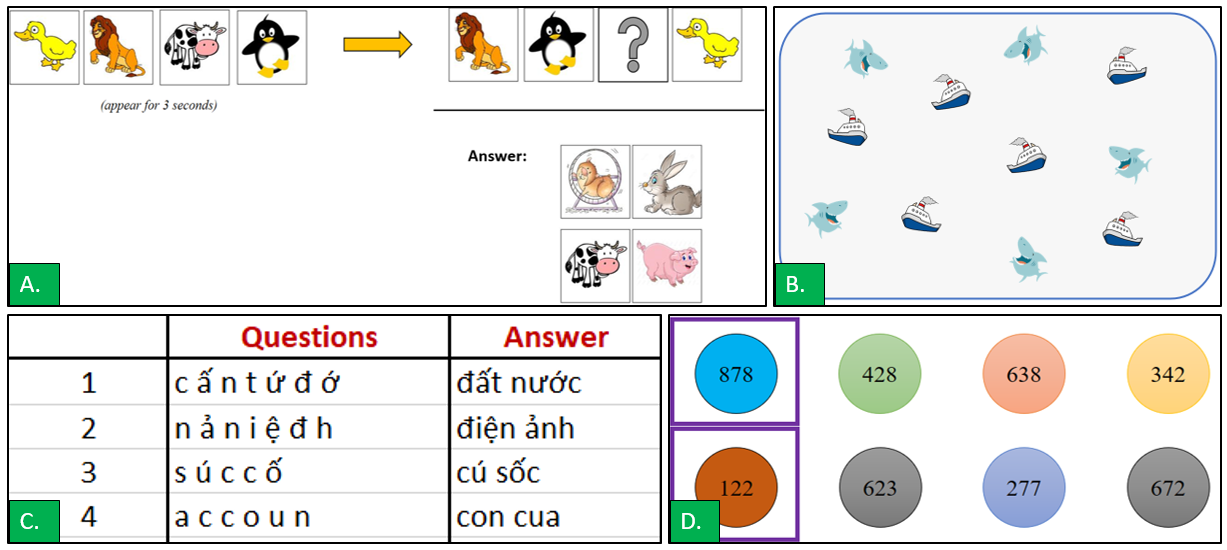 ?
(appear for 3 seconds)
Answer:
A.
B.
Questions Answer
1 c ấ n t ứ đ ớ đất nước
2 n ả n i ệ đ h điện ảnh
3 s ú c c ố cú sốc
4 a c c o u n con cua
C.
878 428 638 342
122 623 277 672
D.